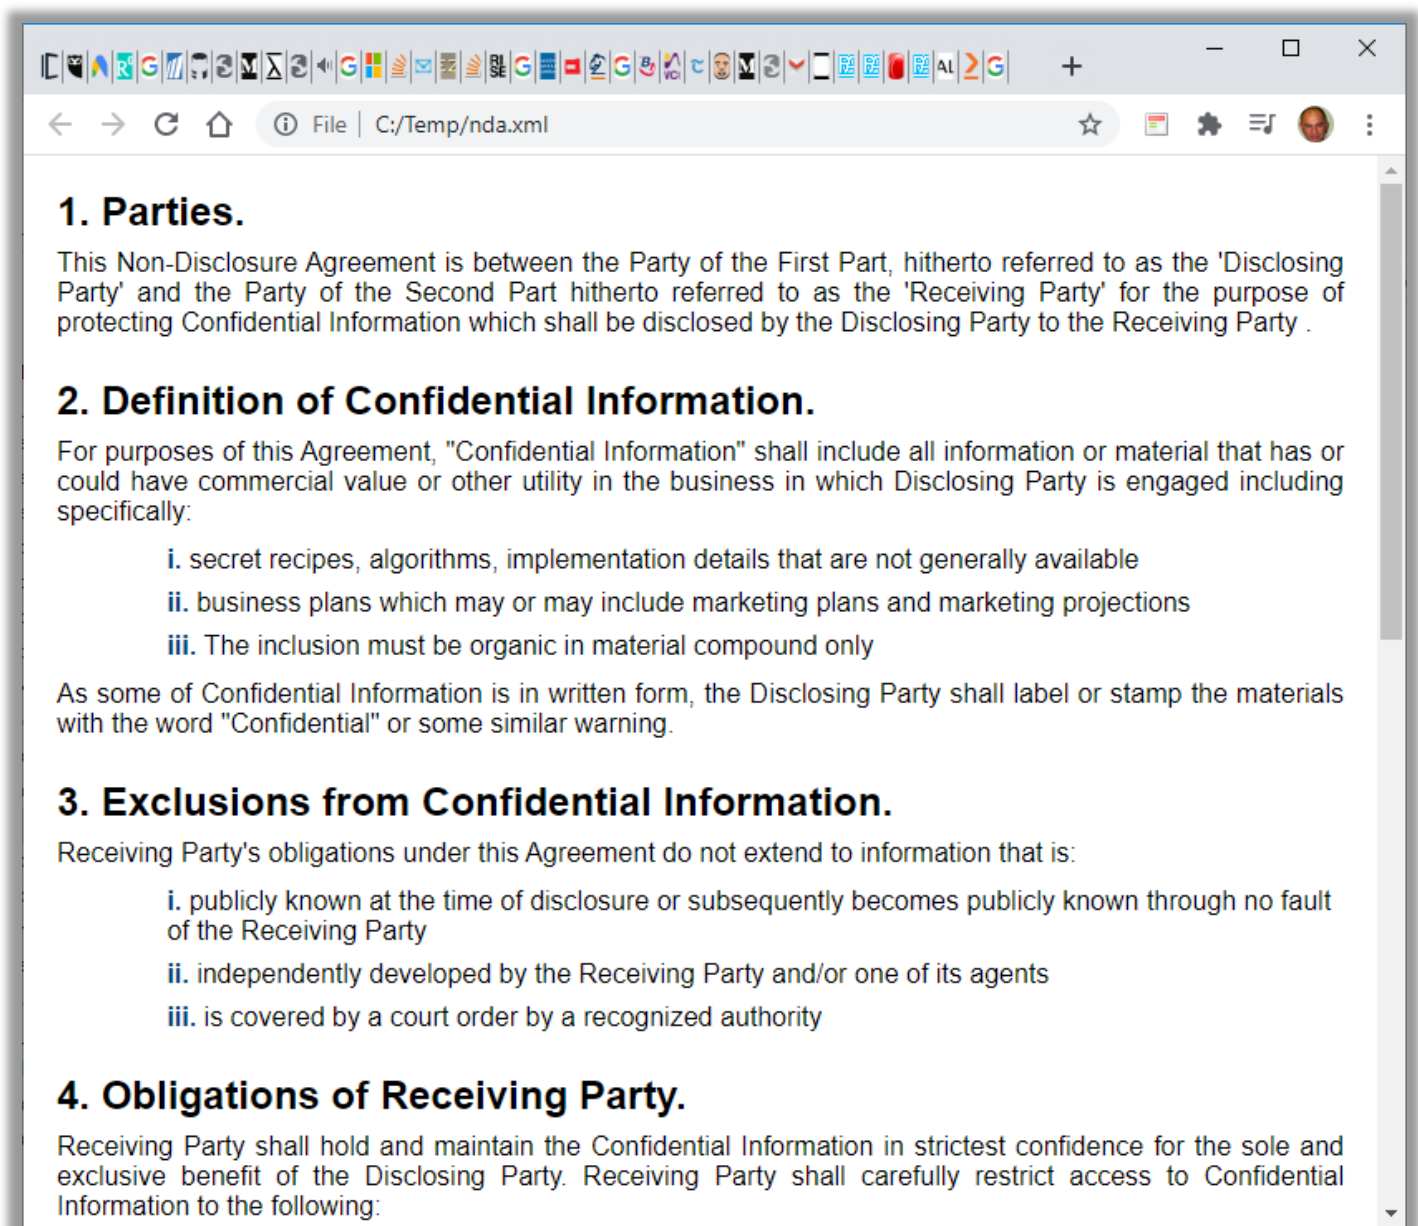 File | C:/Temp/nda.xml
1. Parties.
This Non-Disclosure Agreement is between the Party of the First Part, hitherto referred to as the 'Disclosing
Party' and the Party of the Second Part hitherto referred to as the 'Receiving Party' for the purpose of
protecting Confidential Information which shall be disclosed by the Disclosing Party to the Receiving Party .
2. Definition of Confidential Information.
For purposes of this Agreement, "Confidential Information" shall include all information or material that has or
could have commercial value or other utility in the business in which Disclosing Party is engaged including
specifically:
i. secret recipes, algorithms, implementation details that are not generally available
ii. business plans which may or may include marketing plans and marketing projections
iii. The inclusion must be organic in material compound only
As some of Confidential Information is in written form, the Disclosing Party shall label or stamp the materials
with the word "Confidential" or some similar warning.
3. Exclusions from Confidential Information.
Receiving Party's obligations under this Agreement do not extend to information that is:
i. publicly known at the time of disclosure or subsequently becomes publicly known through no fault
of the Receiving Party
ii. independently developed by the Receiving Party and/or one of its agents
iii. is covered by a court order by a recognized authority
4. Obligations of Receiving Party.
Receiving Party shall hold and maintain the Confidential Information in strictest confidence for the sole and
exclusive benefit of the Disclosing Party. Receiving Party shall carefully restrict access to Confidential
Information to the following: